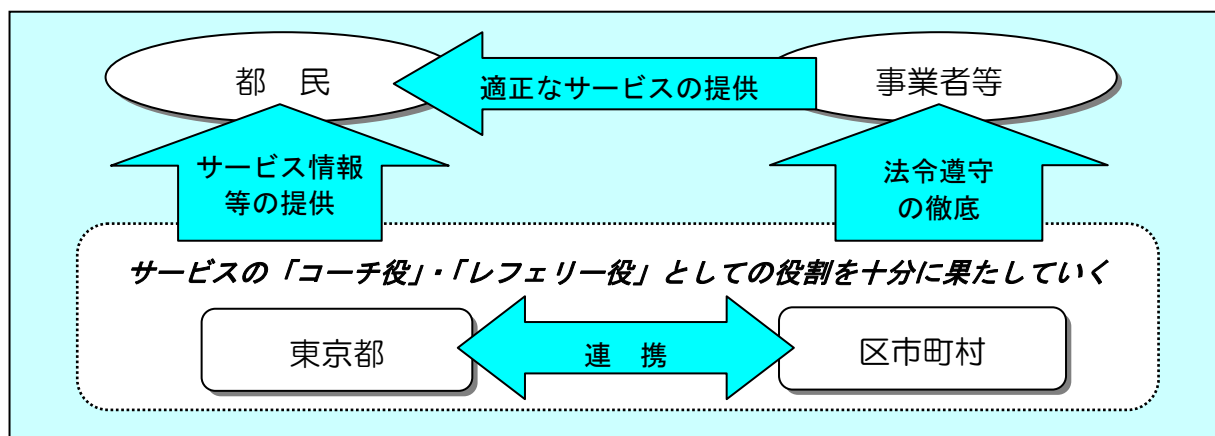 都　民
適正なサービスの提供
事業者等
サービス情報
等の提供
法令遵守
の徹底
サービスの「コーチ役」・「レフェリー役」としての役割を十分に果たしていく
東京都
連　携
区市町村